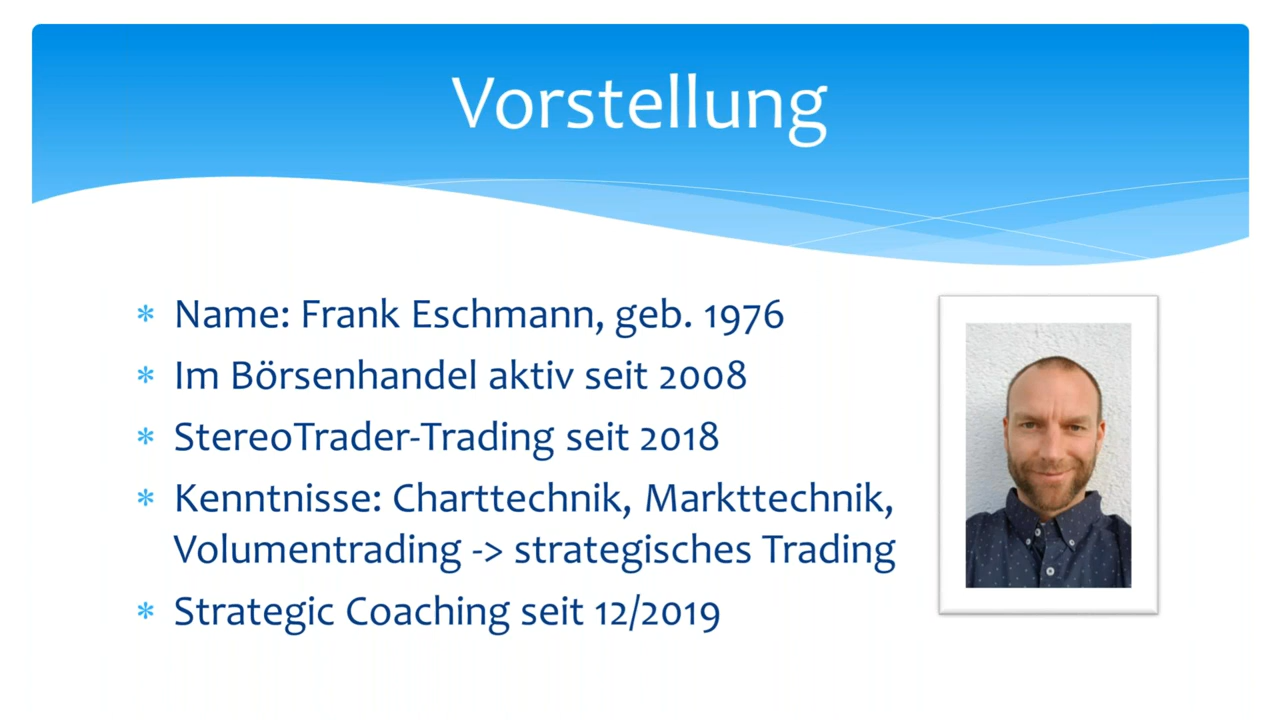 Vorstellung
* Name: Frank Eschmann, geb. 1976
* Im Börsenhandel aktiv seit 2008
* StereoTrader-Trading seit 2018
* Kenntnisse: Charttechnik, Markttechnik,
Volumentrading -> strategisches Trading
* Strategic Coaching seit 12/2019